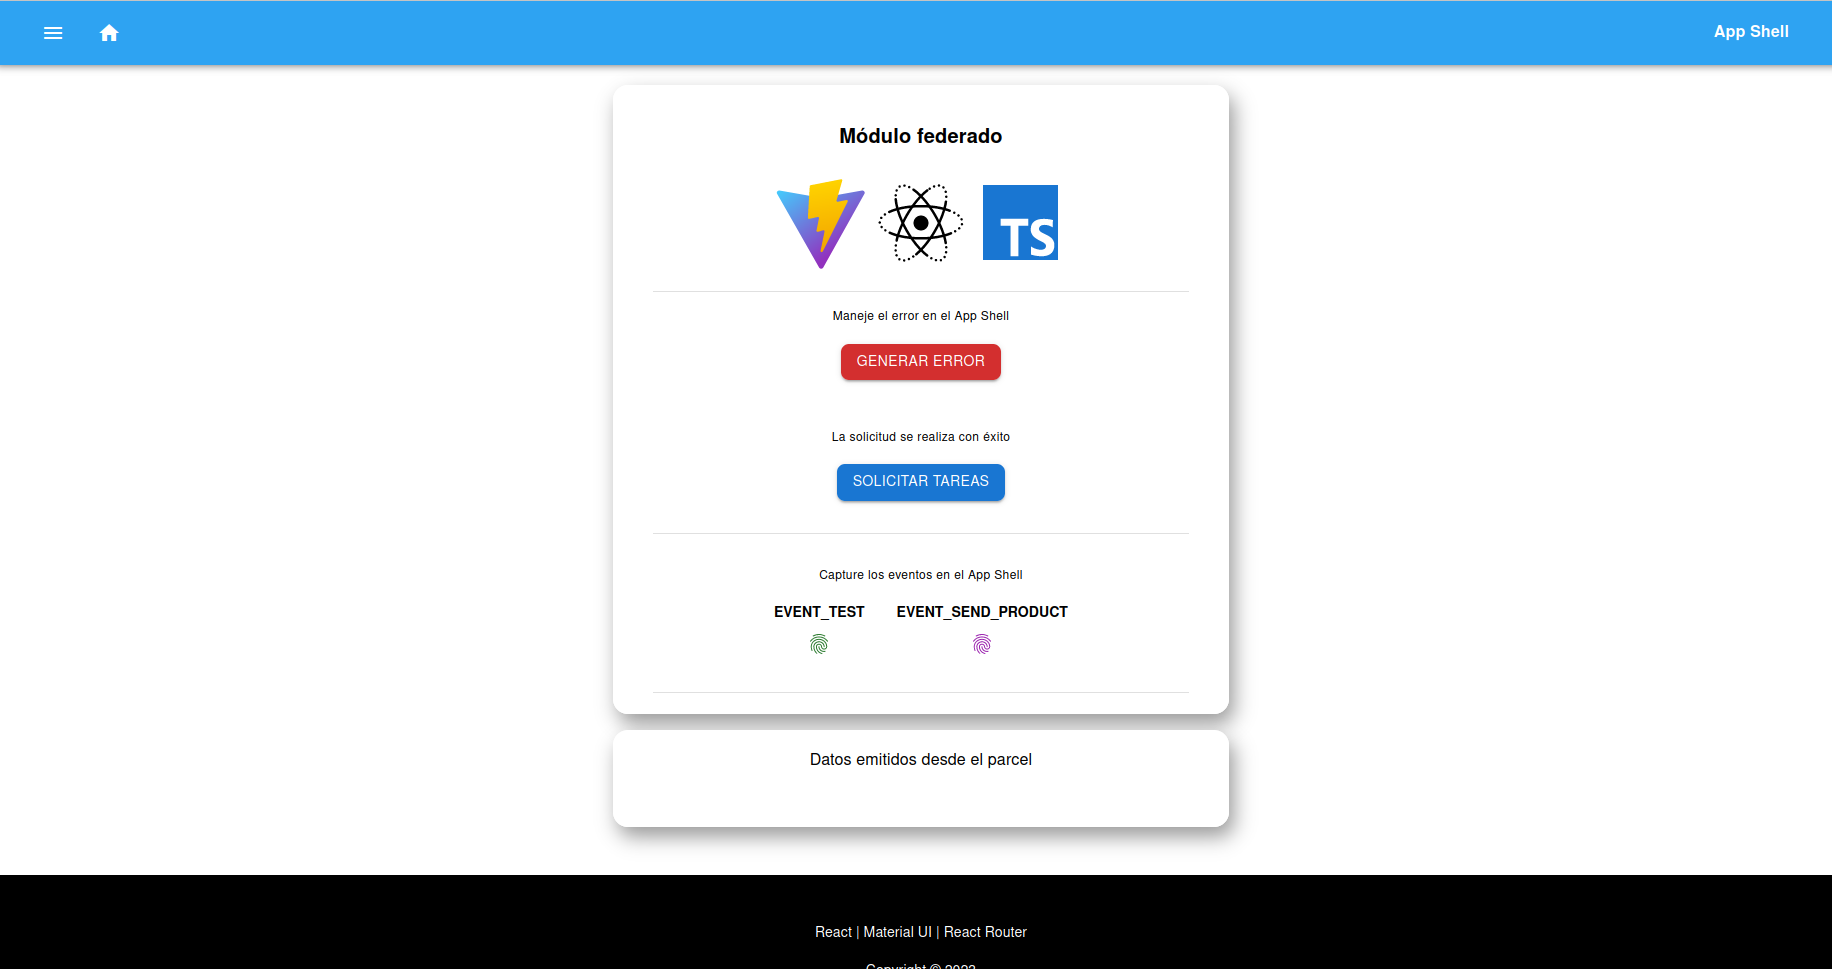 App Shell
Módulo federado
TS
Maneje el error en el App Shell
GENERAR ERROR
La solicitud se realiza con éxito
SOLICITAR TAREAS
Capture los eventos en el App Shell
EVENT_TEST EVENT_SEND_PRODUCT
Datos emitidos desde el parcel
React | Material UI | React Router
Copyright © 2023